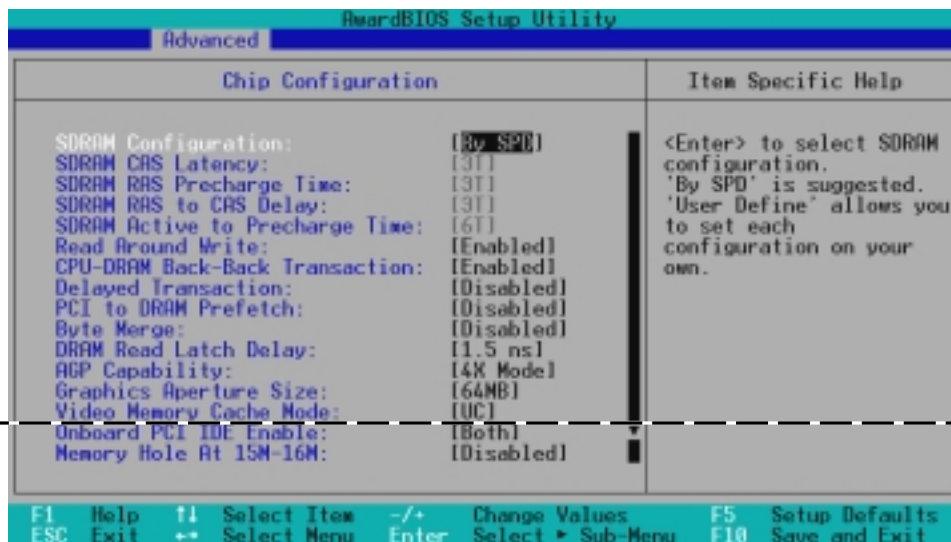 AwardBIOS Setup Utility
Advanced
Chip Configuration
Item Specific Help
SDRAM Configuration: [By SPD]
SDRAM CAS Latency: [3T]
SDRAM RAS Precharge Time: [3T]
SDRAM RAS to CAS Delay: [3T]
SDRAM Active to Precharge Time: [6T]
Read Around Write: [Enabled]
CPU-DRAM Back-Back Transaction: [Enabled]
Delayed Transaction: [Disabled]
PCI to DRAM Prefetch: [Disabled]
Byte Merge: [Disabled]
DRAM Read Latch Delay: [1.5 ns]
AGP Capability: [4X Mode]
Graphics Aperture Size: [64MB]
Video Memory Cache Mode: [UC]
Onboard PCI IDE Enable: [Both]
Memory Hole At 15M-16M: [Disabled]
<Enter> to select SDRAM
configuration.
'By SPD' is suggested.
'User Define' allows you
to set each
configuration on your
own.
F1 Help ↑↓ Select Item -/+ Change Values F5 Setup Defaults
ESC Exit ←→ Select Menu Enter Select ► Sub-Menu F10 Save and Exit